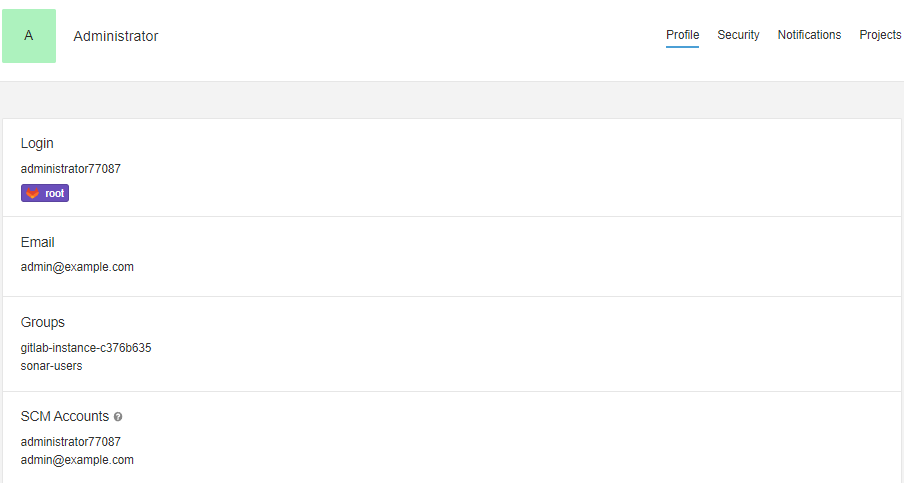 A
Administrator
Profile Security Notifications Projects
Login
administrator77087
root
Email
admin@example.com
Groups
gitlab-instance-c376b635
sonar-users
SCM Accounts ?
administrator77087
admin@example.com